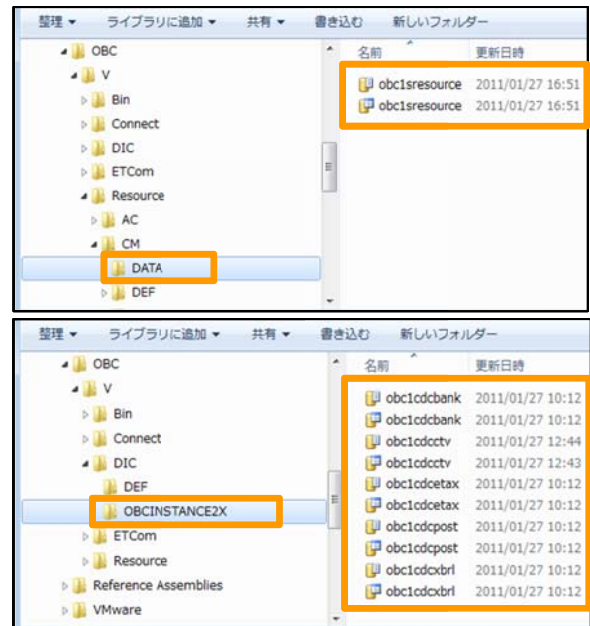 整理 ライブラリに追加 共有 書き込む 新しいフォルダー
OBC
V
Bin
Connect
DIC
ETCom
Resource
AC
CM
DATA
DEF
名前 更新日時
obc1sresource 2011/01/27 16:51
obc1sresource 2011/01/27 16:51
整理 ライブラリに追加 共有 書き込む 新しいフォルダー
OBC
V
Bin
Connect
DIC
DEF
OBCINSTANCE2X
ETCom
Resource
Reference Assemblies
VMware
名前 更新日時
obc1cdcbank 2011/01/27 10:12
obc1cdcbank 2011/01/27 10:12
obc1cdcctv 2011/01/27 12:44
obc1cdcctv 2011/01/27 12:43
obc1cdcetax 2011/01/27 10:12
obc1cdcetax 2011/01/27 10:12
obc1cdcpost 2011/01/27 10:12
obc1cdcpost 2011/01/27 10:12
obc1cdcxbrl 2011/01/27 10:12
obc1cdcxbrl 2011/01/27 10:12